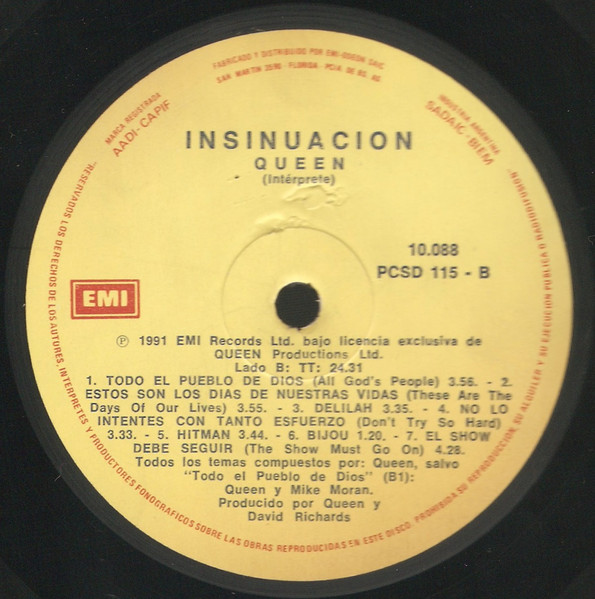 FABRICADO Y DISTRIBUIDO POR EMI-ODEON SAIC
SAN MARTIN 3590 - FLORIDA - PCIA. DE BS. AS.
MARCA REGISTRADA
AADI-CAPIF
INDUSTRIA ARGENTINA
SADAIC-BIEM
INSINUACION
QUEEN
(Intérprete)
10.088
PCSD 115 - B
EMI
Ⓟ 1991 EMI Records Ltd. bajo licencia exclusiva de
QUEEN Productions Ltd.
Lado B: TT: 24.31
1. TODO EL PUEBLO DE DIOS (All God's People) 3.56. - 2.
ESTOS SON LOS DIAS DE NUESTRAS VIDAS (These Are The
Days Of Our Lives) 3.55. - 3. DELILAH 3.35. - 4. NO LO
INTENTES CON TANTO ESFUERZO (Don't Try So Hard)
3.33. - 5. HITMAN 3.44. - 6. BIJOU 1.20. - 7. EL SHOW
DEBE SEGUIR (The Show Must Go On) 4.28.
Todos los temas compuestos por: Queen, salvo
"Todo el Pueblo de Dios" (B1):
Queen y Mike Moran.
Producido por Queen y
David Richards
"RESERVADOS LOS DERECHOS DE LOS AUTORES, INTERPRETES Y PRODUCTORES FONOGRAFICOS SOBRE LAS OBRAS REPRODUCIDAS EN ESTE DISCO. PROHIBIDA SU REPRODUCCION, SU ALQUILER Y SU EJECUCION PUBLICA O RADIODIFUSION."